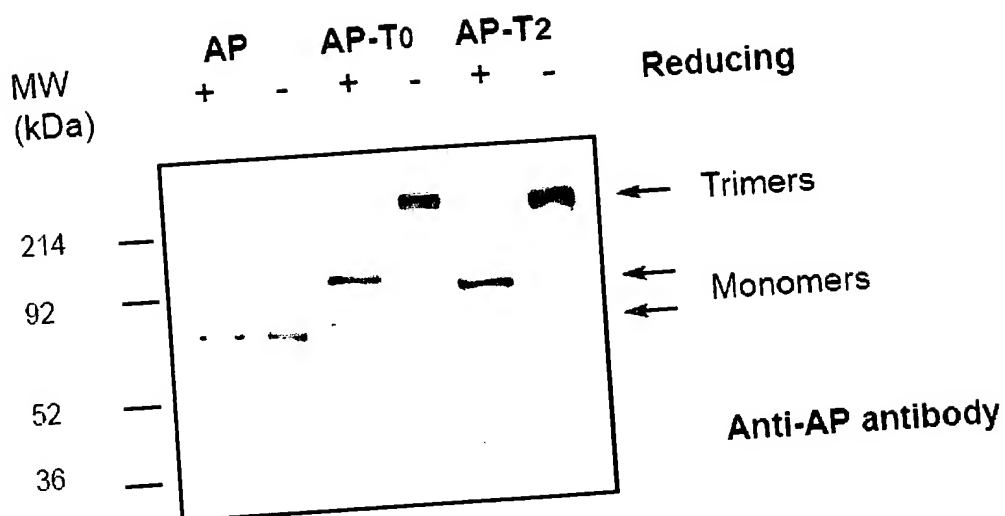 AP AP-T0 AP-T2
MW + - + - + - Reducing
(kDa)
Trimers
214
Monomers
92
52
Anti-AP antibody
36